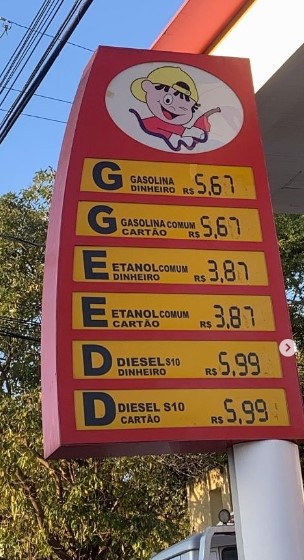 G GASOLINA
DINHEIRO R$ 5,67
G GASOLINA COMUM
CARTÃO R$ 5,67
E ETANOL COMUM
DINHEIRO R$ 3,87
E ETANOL COMUM
CARTÃO R$ 3,87
D DIESEL S10
DINHEIRO R$ 5,99
D DIESEL S10
CARTÃO R$ 5,99